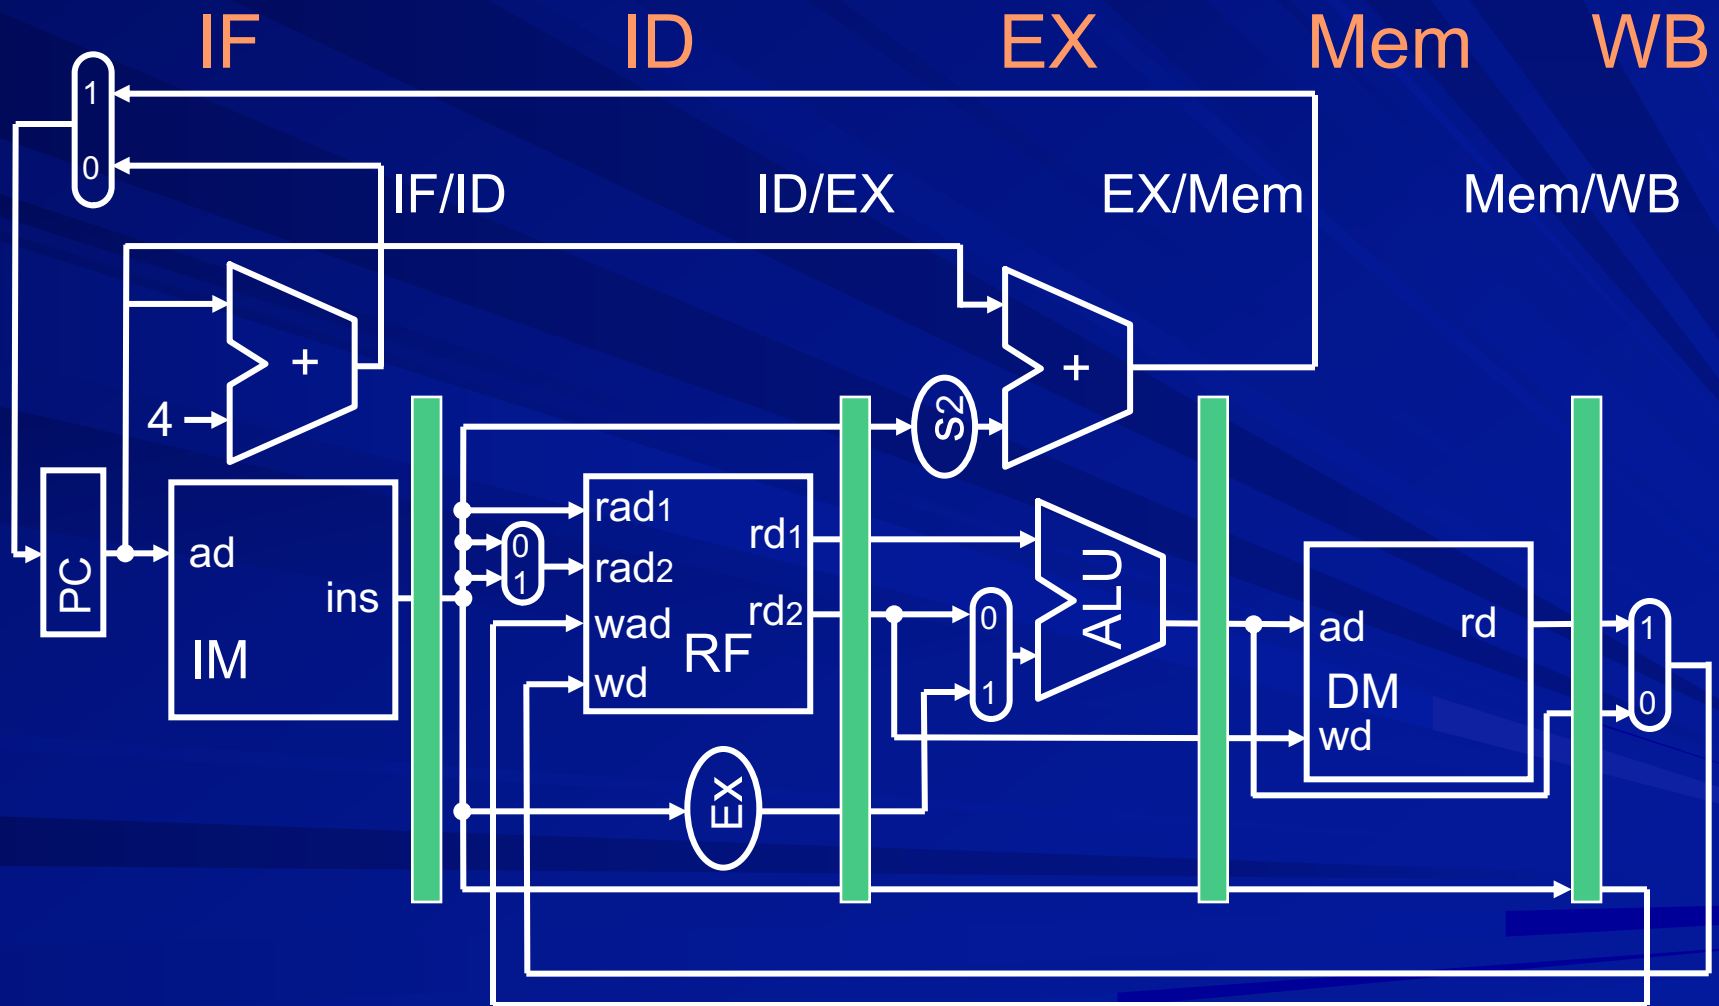 IF ID EX Mem WB
1
0
IF/ID ID/EX EX/Mem Mem/WB
+
+
4
s2
PC
ad
ins
IM
0
1
rad1
rad2
wad
wd
rd1
rd2
RF
EX
0
1
ALU
ad
rd
DM
wd
1
0